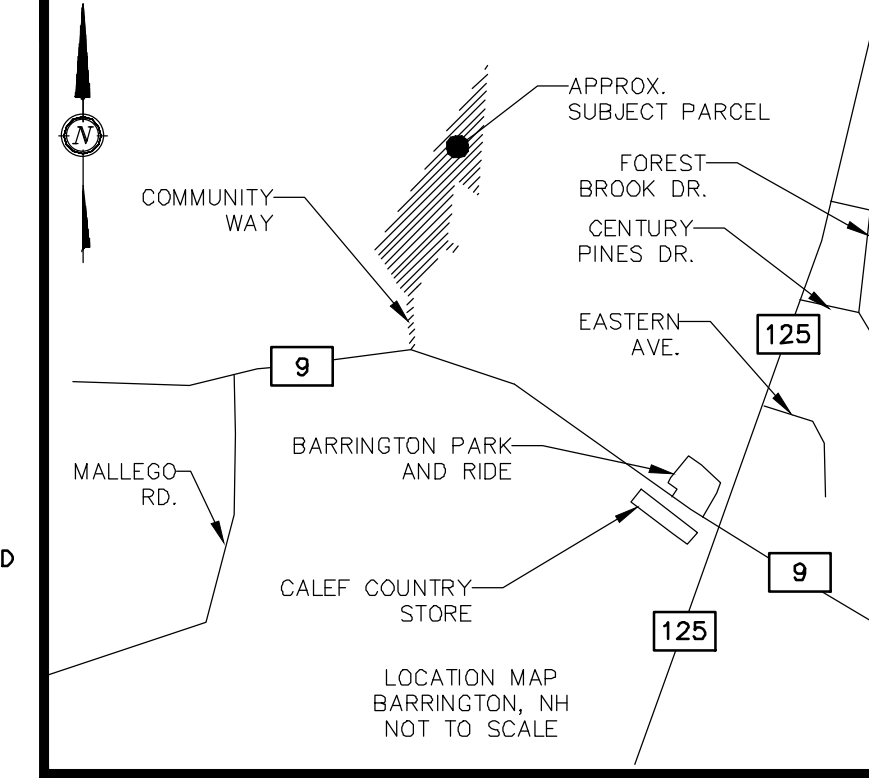 N
APPROX.
SUBJECT PARCEL
FOREST
BROOK DR.
COMMUNITY
WAY
CENTURY
PINES DR.
EASTERN
AVE.
125
9
BARRINGTON PARK
AND RIDE
MALLEGO
RD.
D
9
CALEF COUNTRY
STORE
125
LOCATION MAP
BARRINGTON, NH
NOT TO SCALE